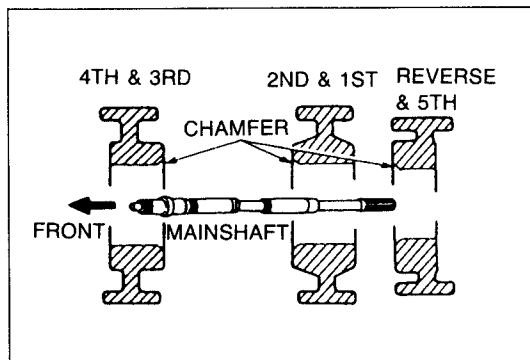 4TH & 3RD
2ND & 1ST
REVERSE
& 5TH
CHAMFER
FRONT
MAINSHAFT